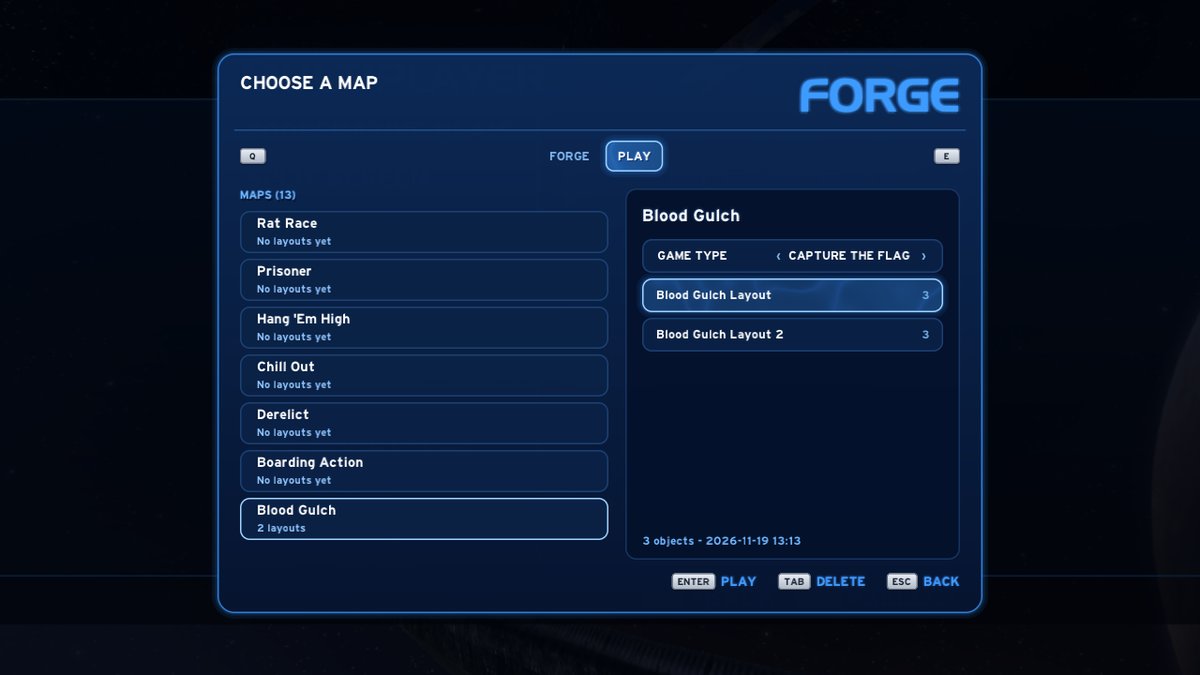 CHOOSE A MAP
FORGE
Q
FORGE
PLAY
E
MAPS (13)
Rat Race
No layouts yet
Prisoner
No layouts yet
Hang 'Em High
No layouts yet
Chill Out
No layouts yet
Derelict
No layouts yet
Boarding Action
No layouts yet
Blood Gulch
2 layouts
Blood Gulch
GAME TYPE ‹ CAPTURE THE FLAG ›
Blood Gulch Layout 3
Blood Gulch Layout 2 3
3 objects - 2026-11-19 13:13
ENTER PLAY TAB DELETE ESC BACK